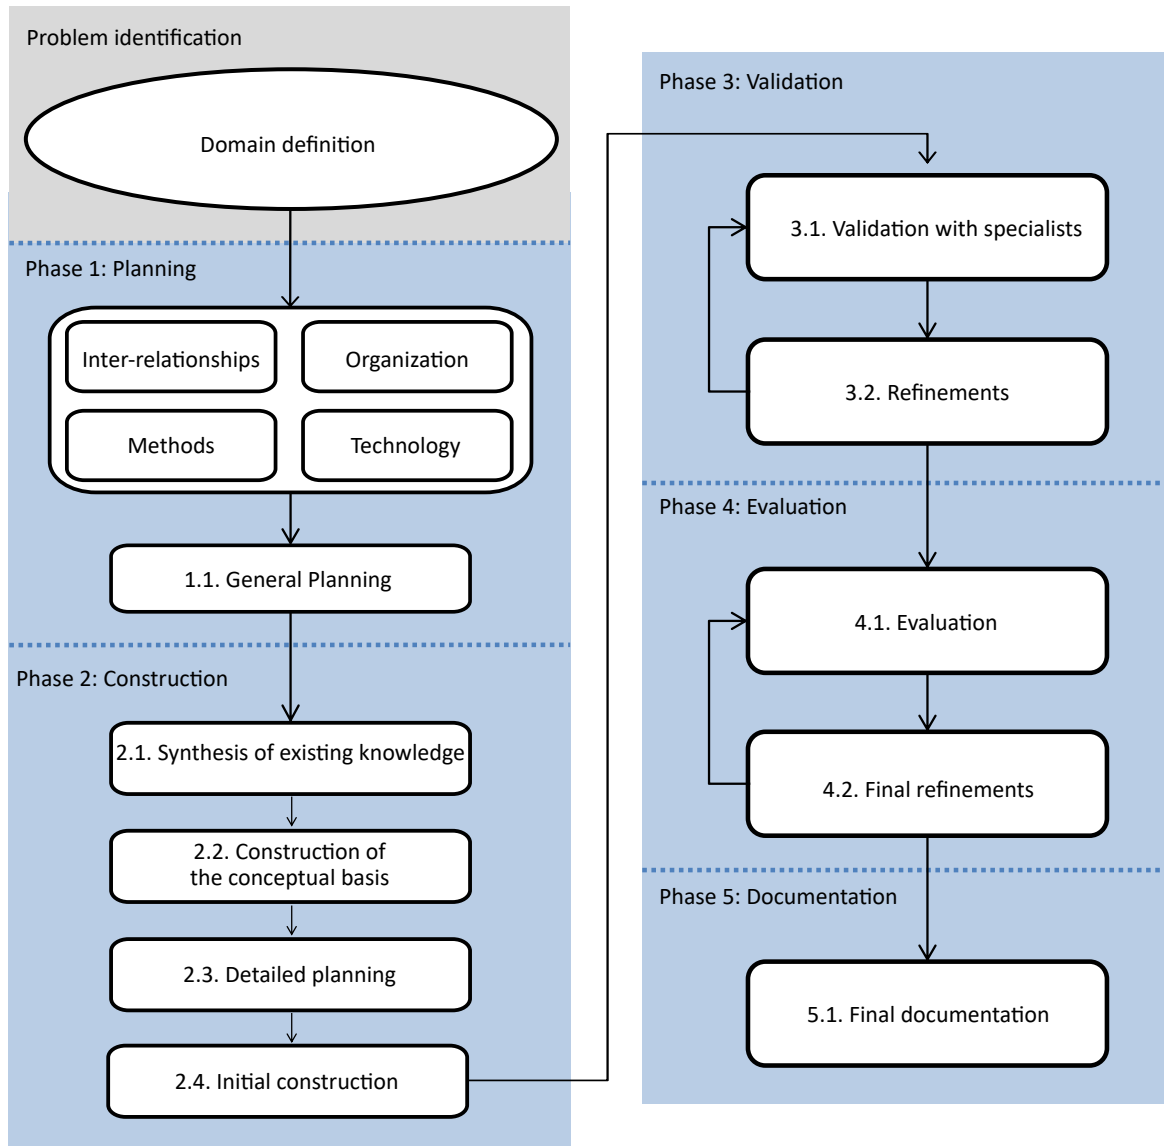 Problem identification
Domain definition
Phase 1: Planning
Inter-relationships
Organization
Methods
Technology
1.1. General Planning
Phase 2: Construction
2.1. Synthesis of existing knowledge
2.2. Construction of
the conceptual basis
2.3. Detailed planning
2.4. Initial construction
Phase 3: Validation
3.1. Validation with specialists
3.2. Refinements
Phase 4: Evaluation
4.1. Evaluation
4.2. Final refinements
Phase 5: Documentation
5.1. Final documentation